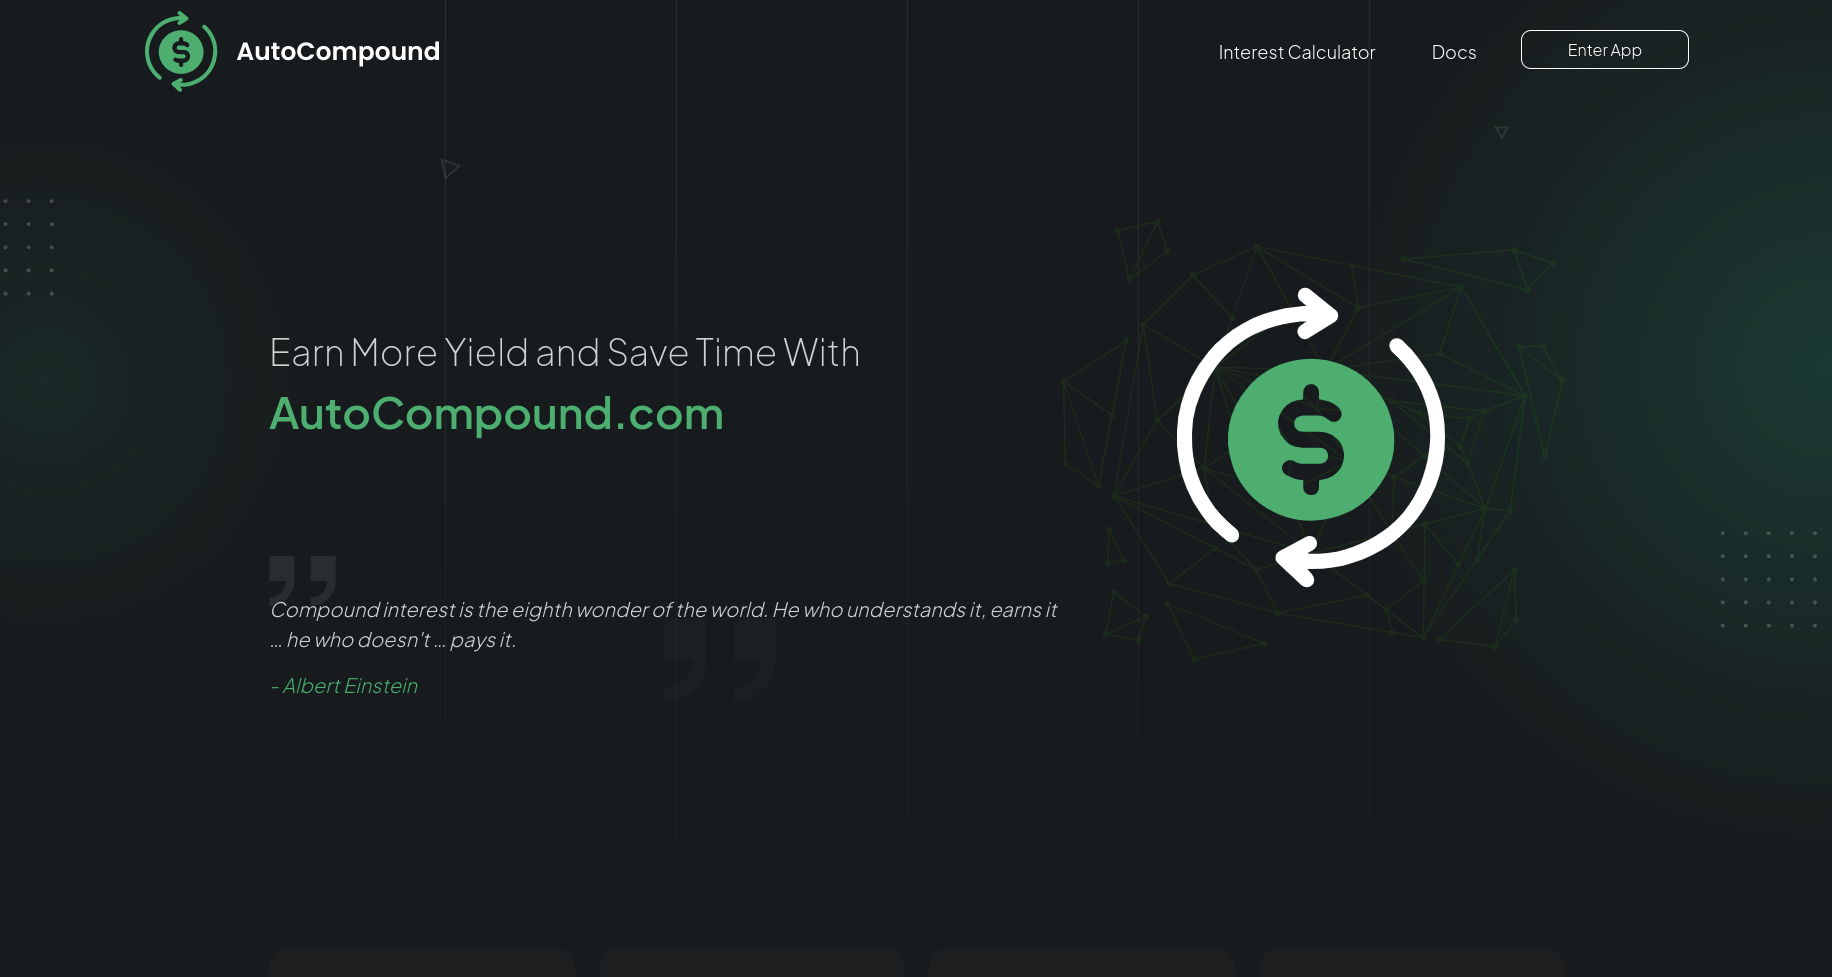 AutoCompound
Interest Calculator
Docs
Enter App
Earn More Yield and Save Time With
AutoCompound.com
Compound interest is the eighth wonder of the world. He who understands it, earns it
... he who doesn't ... pays it.
- Albert Einstein